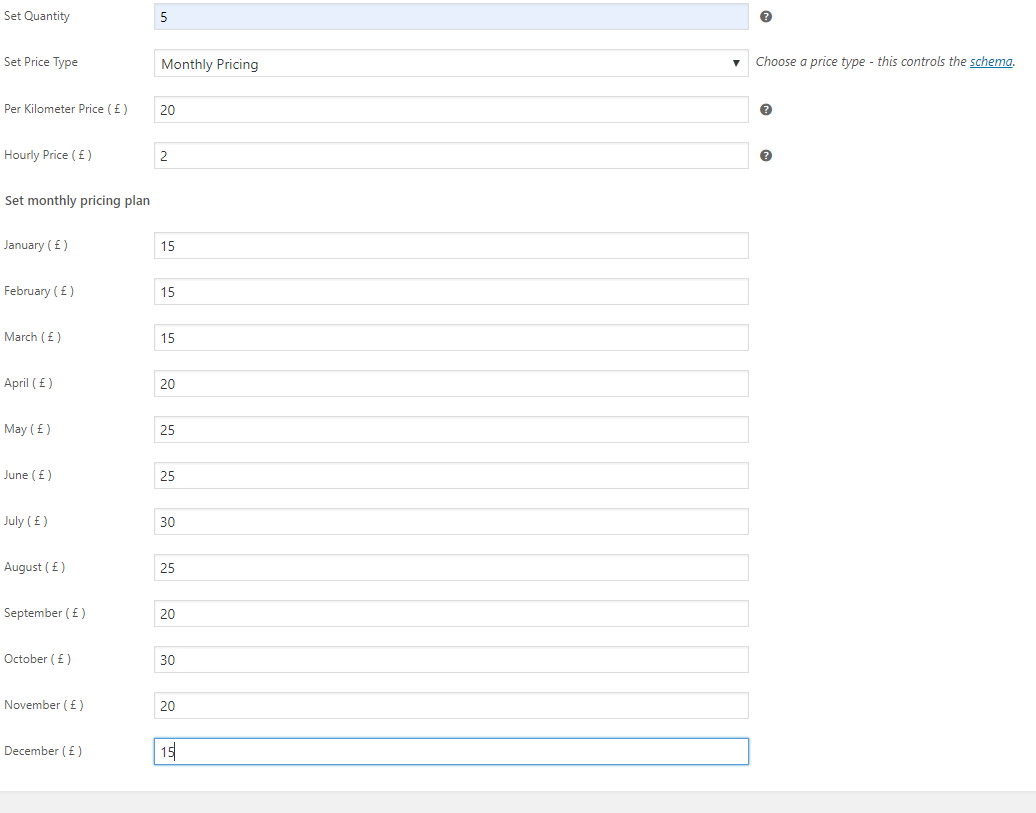 Set Quantity 5 ?
Set Price Type Monthly Pricing ▼ Choose a price type - this controls the schema.
Per Kilometer Price ( £ ) 20 ?
Hourly Price ( £ ) 2 ?
Set monthly pricing plan
January ( £ ) 15
February ( £ ) 15
March ( £ ) 15
April ( £ ) 20
May ( £ ) 25
June ( £ ) 25
July ( £ ) 30
August ( £ ) 25
September ( £ ) 20
October ( £ ) 30
November ( £ ) 20
December ( £ ) 15